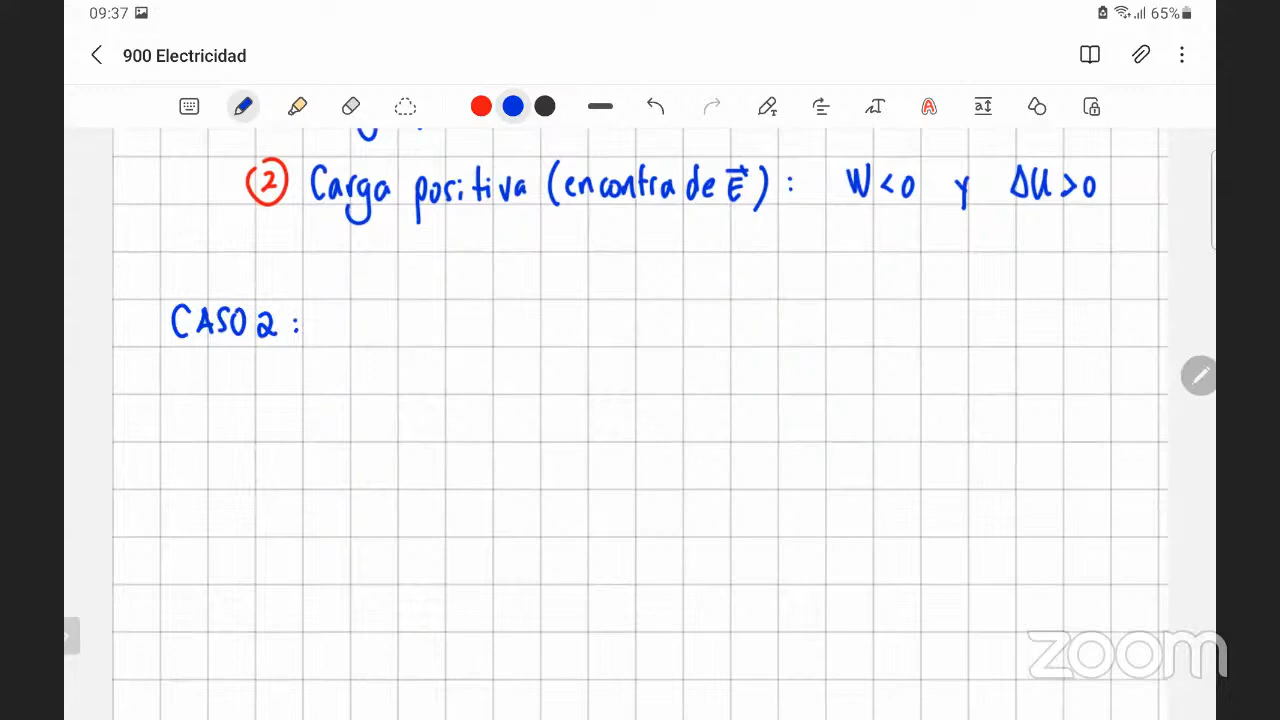 09:37 65%
900 Electricidad
② Carga positiva (en contra de E⃗): W<0 y ΔU>0
CASO 2:
zoom